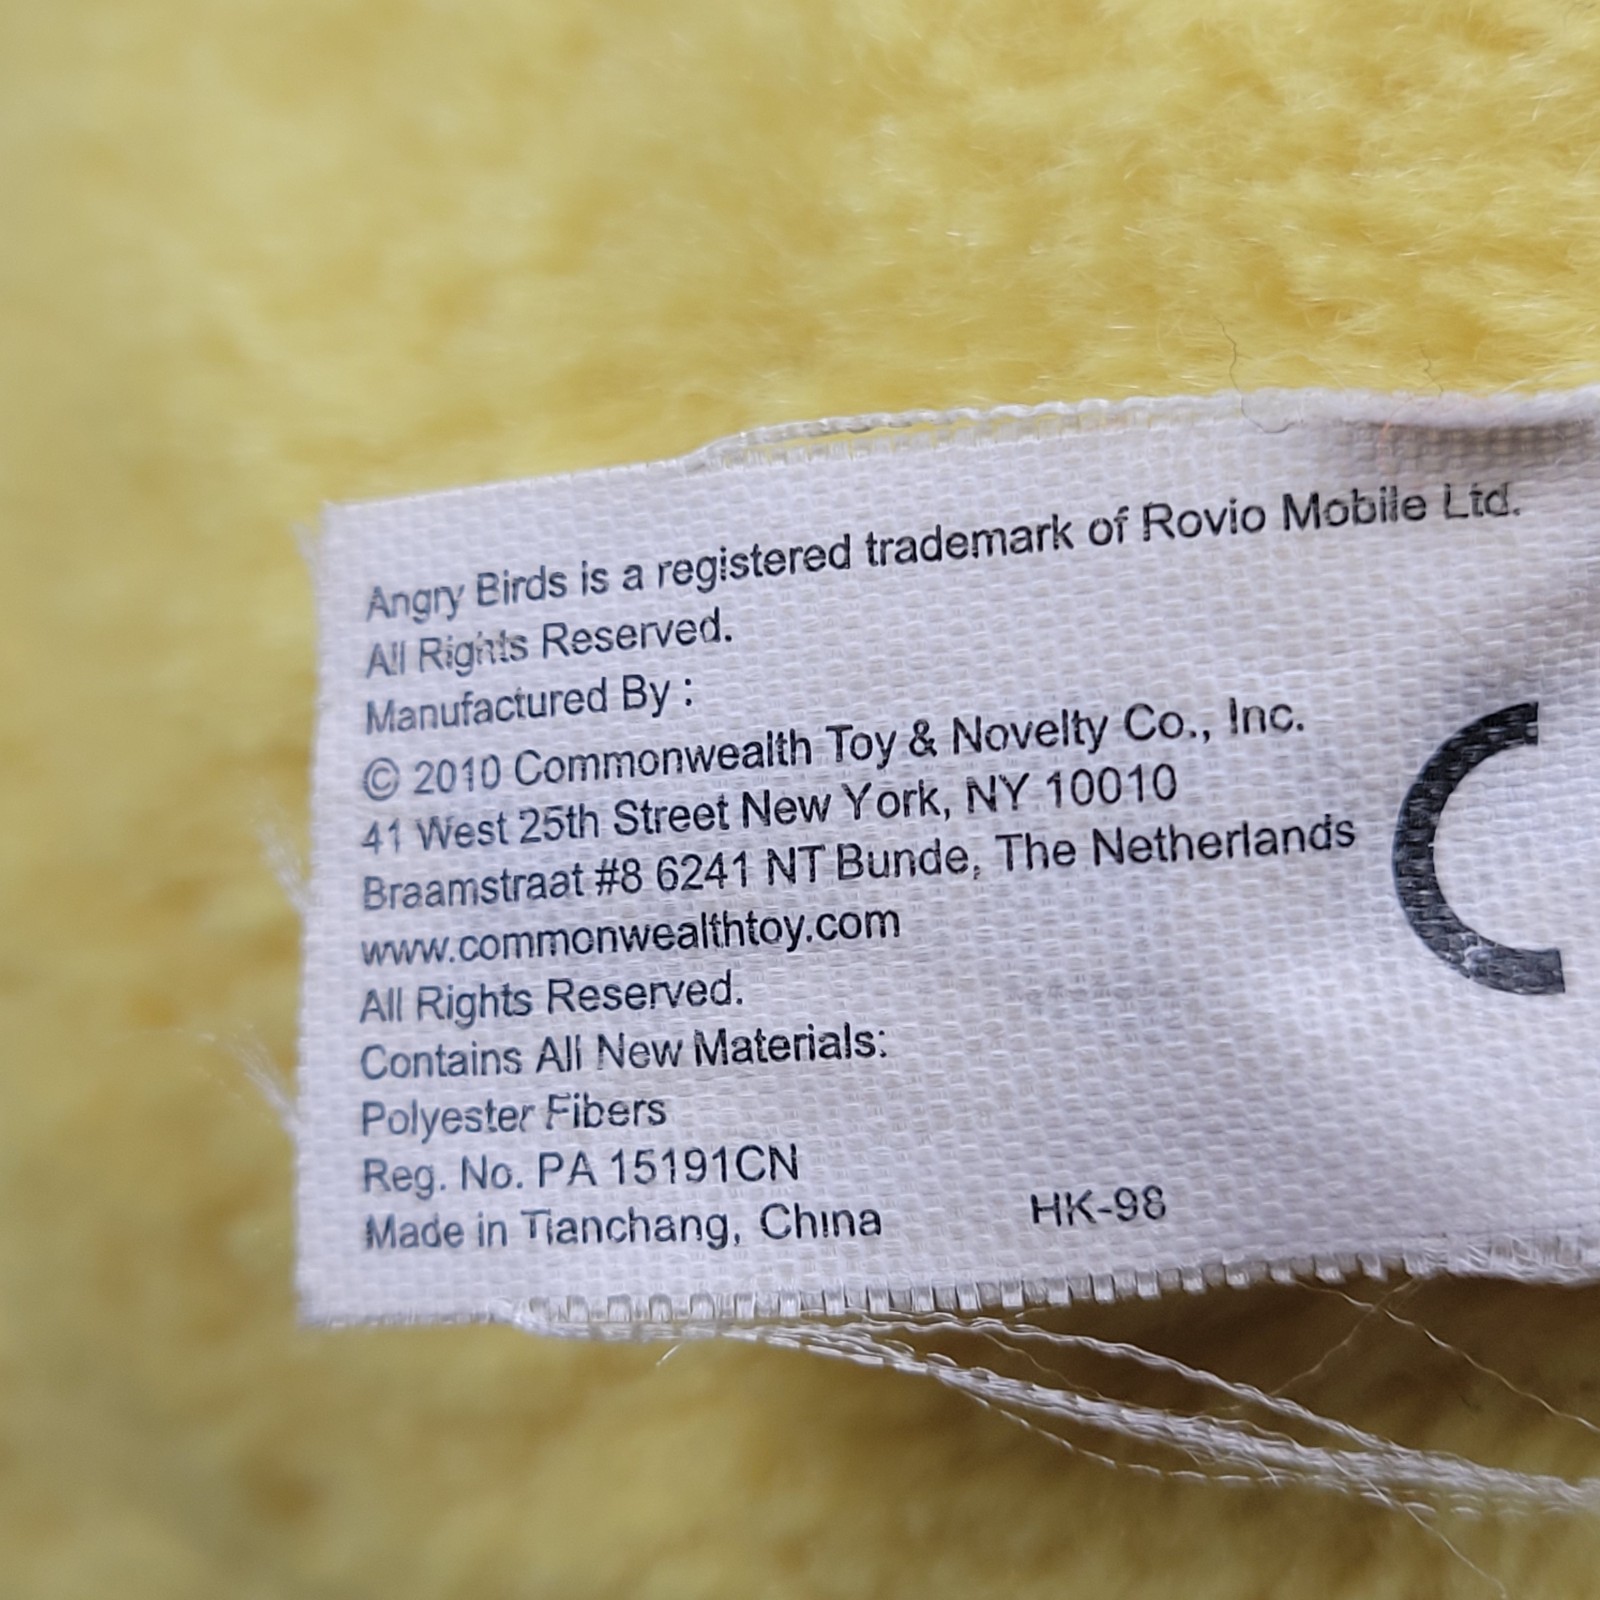 Angry Birds is a registered trademark of Rovio Mobile Ltd.
All Rights Reserved.
Manufactured By :
© 2010 Commonwealth Toy & Novelty Co., Inc.
41 West 25th Street New York, NY 10010
Braamstraat #8 6241 NT Bunde, The Netherlands
www.commonwealthtoy.com
All Rights Reserved.
Contains All New Materials:
Polyester Fibers
Reg. No. PA 15191CN
Made in Tianchang, China HK-98
C